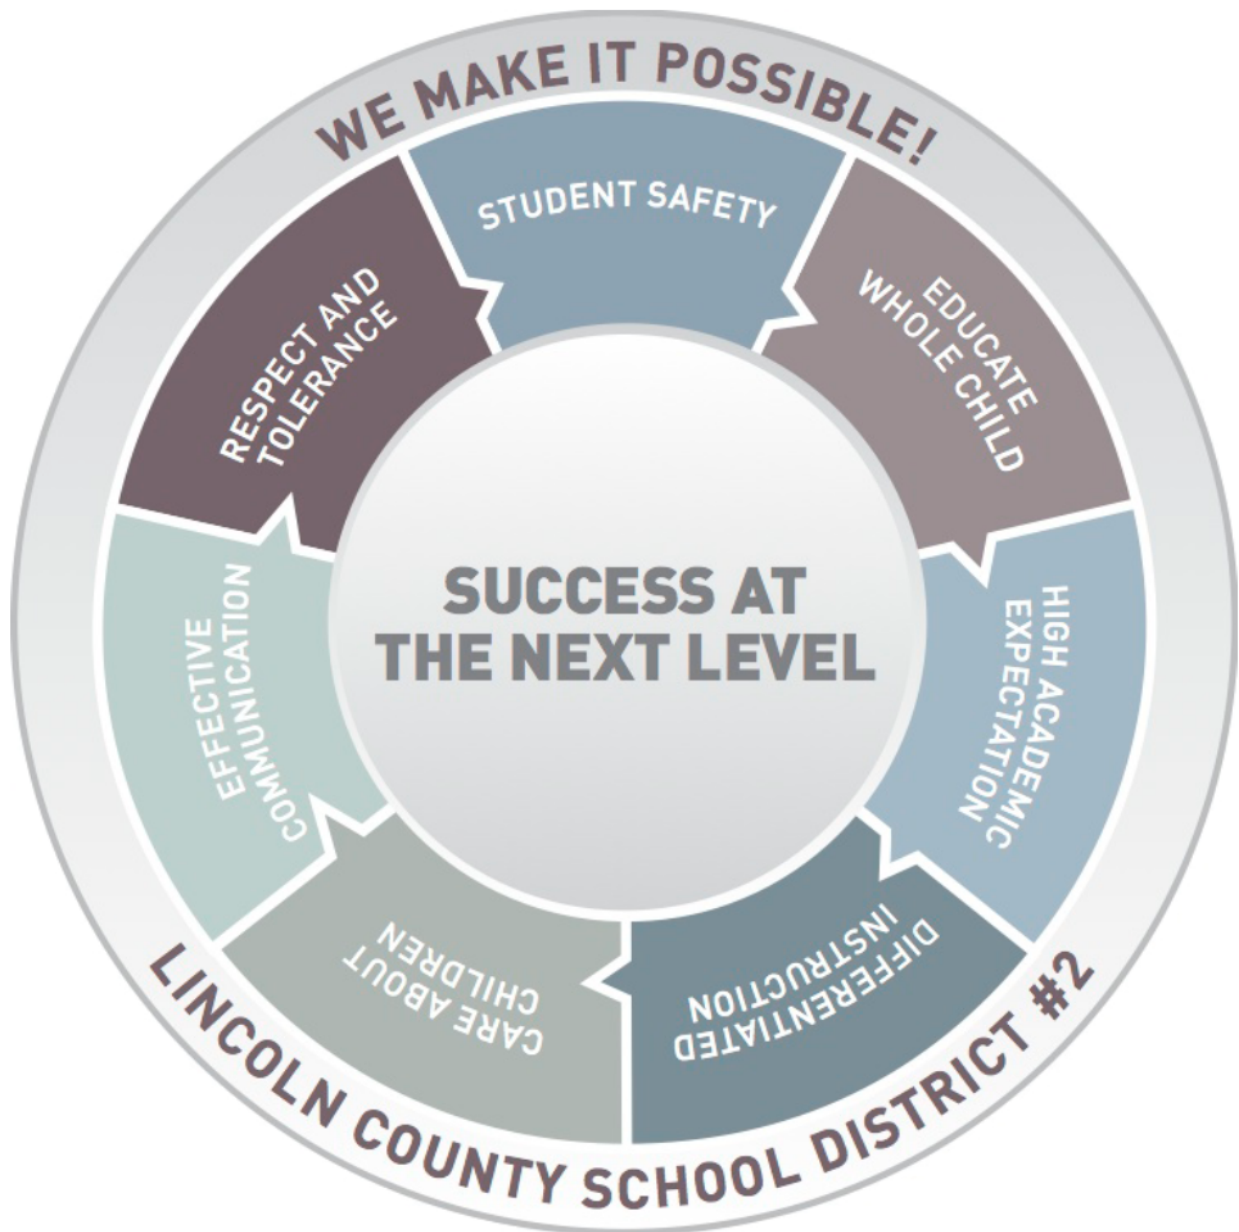 WE MAKE IT POSSIBLE!
STUDENT SAFETY
EDUCATE
WHOLE CHILD
HIGH ACADEMIC
EXPECTATION
DIFFERENTIATED
INSTRUCTION
CARE ABOUT
CHILDREN
EFFECTIVE
COMMUNICATION
RESPECT AND
TOLERANCE
SUCCESS AT
THE NEXT LEVEL
LINCOLN COUNTY SCHOOL DISTRICT #2